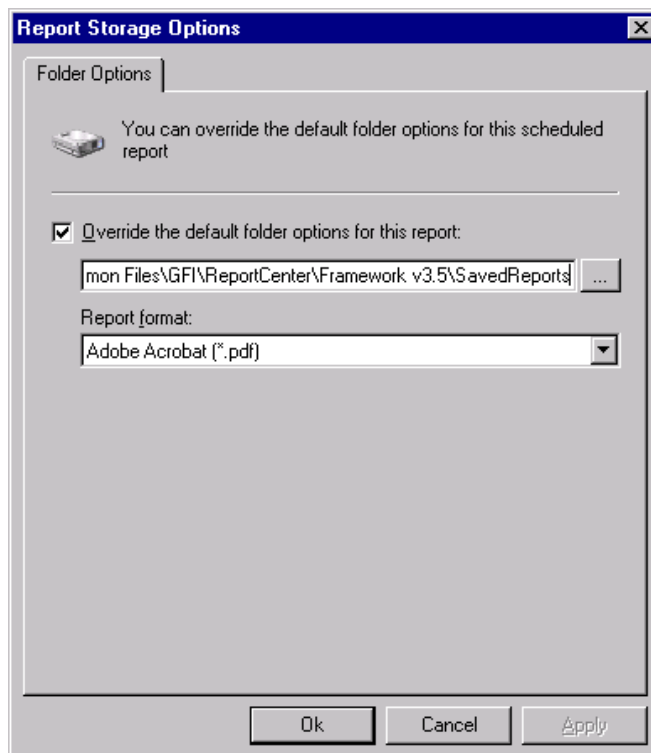 Report Storage Options
Folder Options
You can override the default folder options for this scheduled
report
Override the default folder options for this report:
mon Files\GFI\ReportCenter\Framework v3.5\SavedReports
...
Report format:
Adobe Acrobat (*.pdf)
Ok Cancel Apply